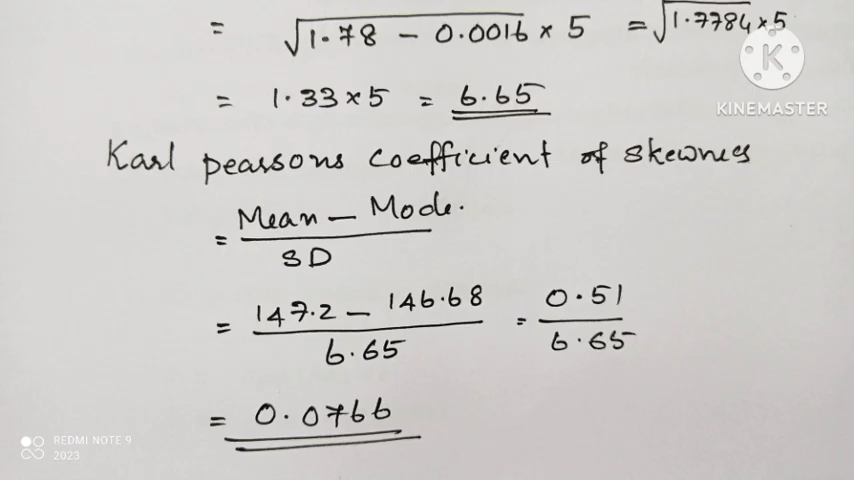 = √1.78 - 0.0016 × 5 = √1.7784 × 5
K
KINEMASTER
= 1.33 × 5 = 6.65
Karl pearsons coefficient of skewnes
= Mean - Mode.
SD
= 147.2 - 146.68 = 0.51
6.65 6.65
= 0.0766
REDMI NOTE 9
2023